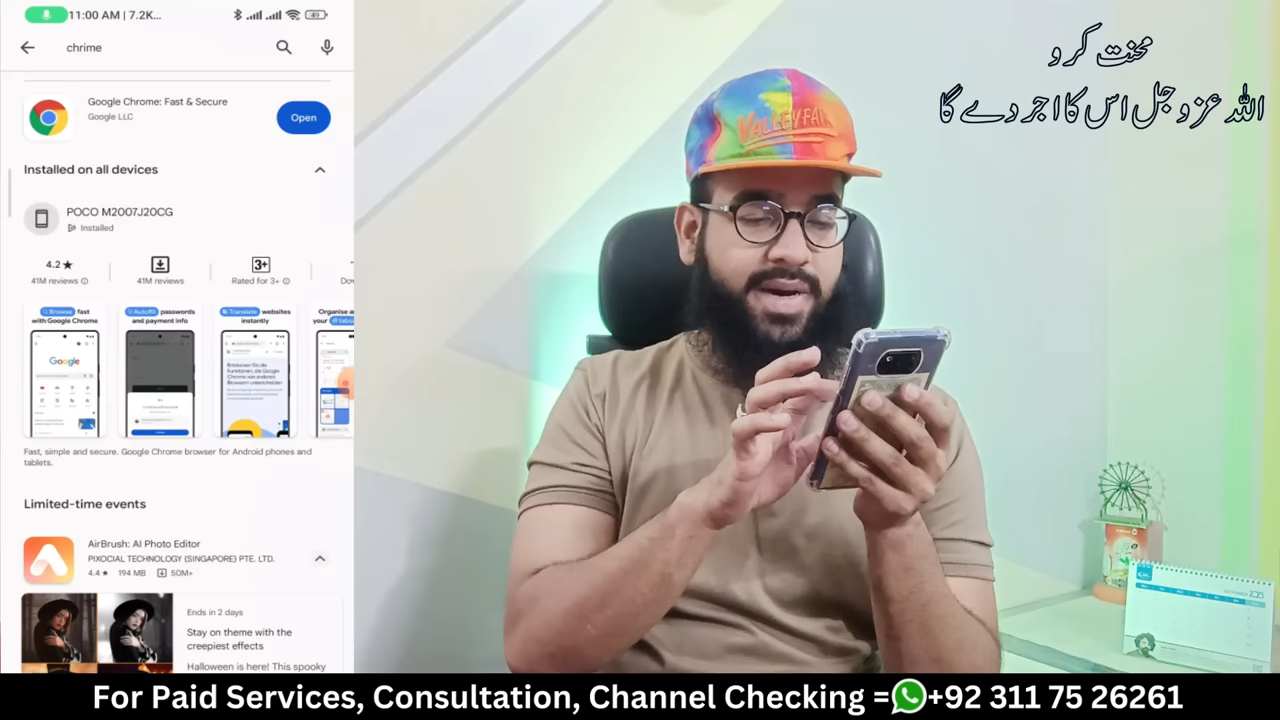 11:00 AM | 7.2K...
49
chrime
Google Chrome: Fast & Secure
Google LLC
Open
Installed on all devices
POCO M2007J20CG
Installed
4.2★
41M reviews
41M reviews
3+
Rated for 3+
Dov
Browse fast
with Google Chrome
Autofill passwords
and payment info
Translate websites
instantly
Organise a
your tabs
Google
Fast, simple and secure. Google Chrome browser for Android phones and
tablets.
Limited-time events
AirBrush: AI Photo Editor
PIXOCIAL TECHNOLOGY (SINGAPORE) PTE. LTD.
4.4★ 194 MB 50M+
Ends in 2 days
Stay on theme with the
creepiest effects
Halloween is here! This spooky
محنت کرو
اللہ عزوجل اس کا اجر دے گا
VALLEYFAIR
For Paid Services, Consultation, Channel Checking = +92 311 75 26261